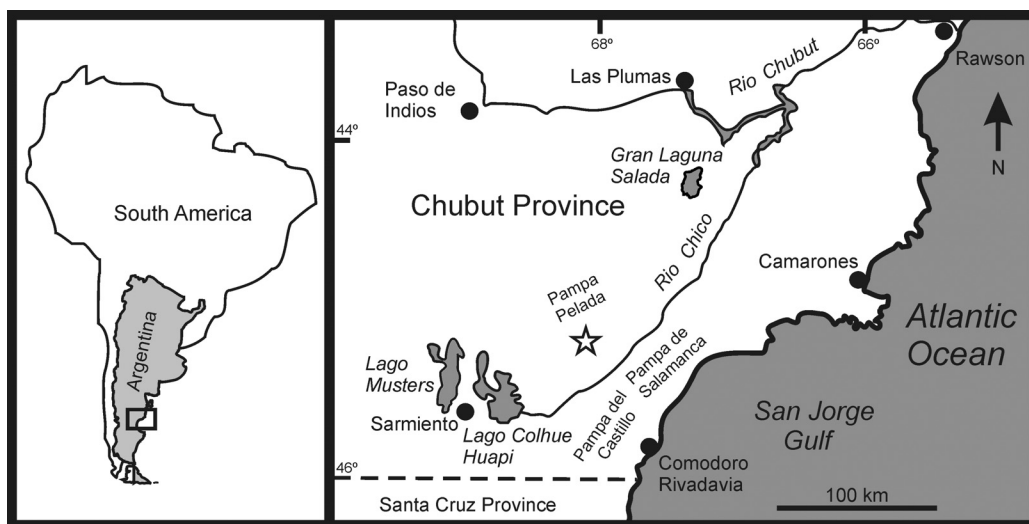 South America
Argentina
68º
66º
Rawson
Las Plumas
Rio Chubut
Paso de
Indios
44º
N
Gran Laguna
Salada
Chubut Province
Rio Chico
Camarones
Pampa
Pelada
Atlantic
Ocean
Lago
Musters
Pampa de
Salamanca
Sarmiento
Pampa del
Castillo
San Jorge
Gulf
Lago Colhue
Huapi
46º
Comodoro
Rivadavia
100 km
Santa Cruz Province